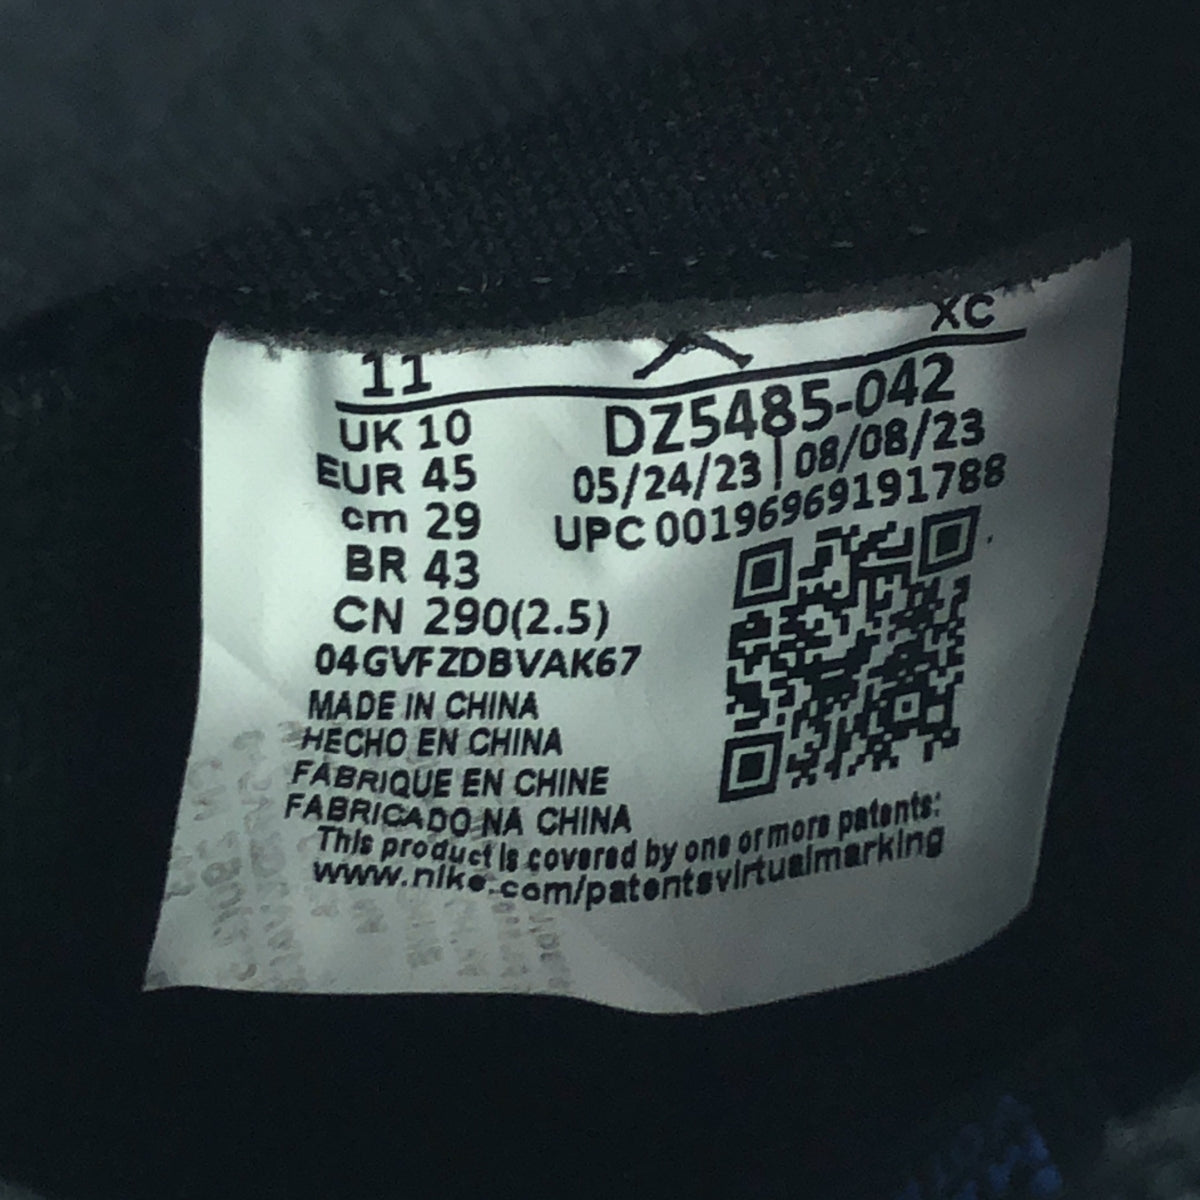 11
XC
UK 10
EUR 45
cm 29
BR 43
CN 290(2.5)
04GVFZDBVAK67
DZ5485-042
05/24/23 | 08/08/23
UPC 00196969191788
MADE IN CHINA
HECHO EN CHINA
FABRIQUE EN CHINE
FABRICADO NA CHINA
This product is covered by one or more patents:
www.nike.com/patentsvirtualmarking